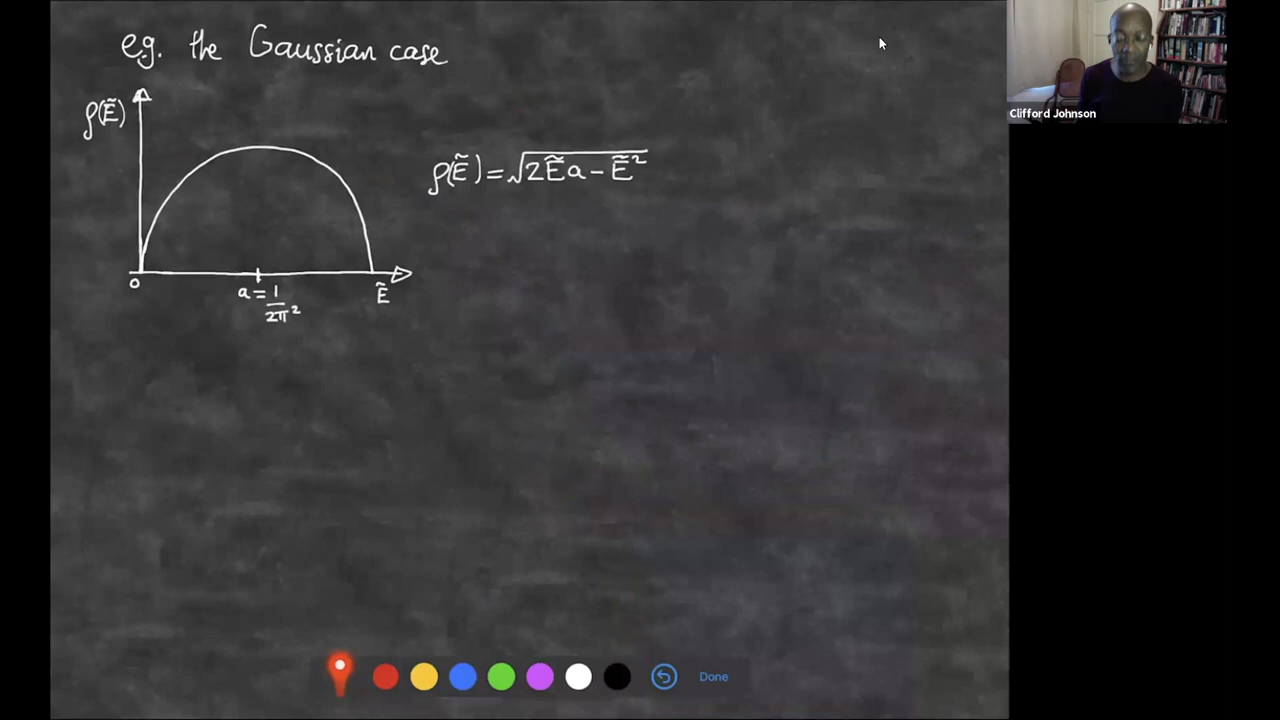 e.g. the Gaussian case
ρ(Ẽ)
ρ(Ẽ) = √(2Ẽa − Ẽ²)
0
a = 1/2π²
Ẽ
Clifford Johnson
Done